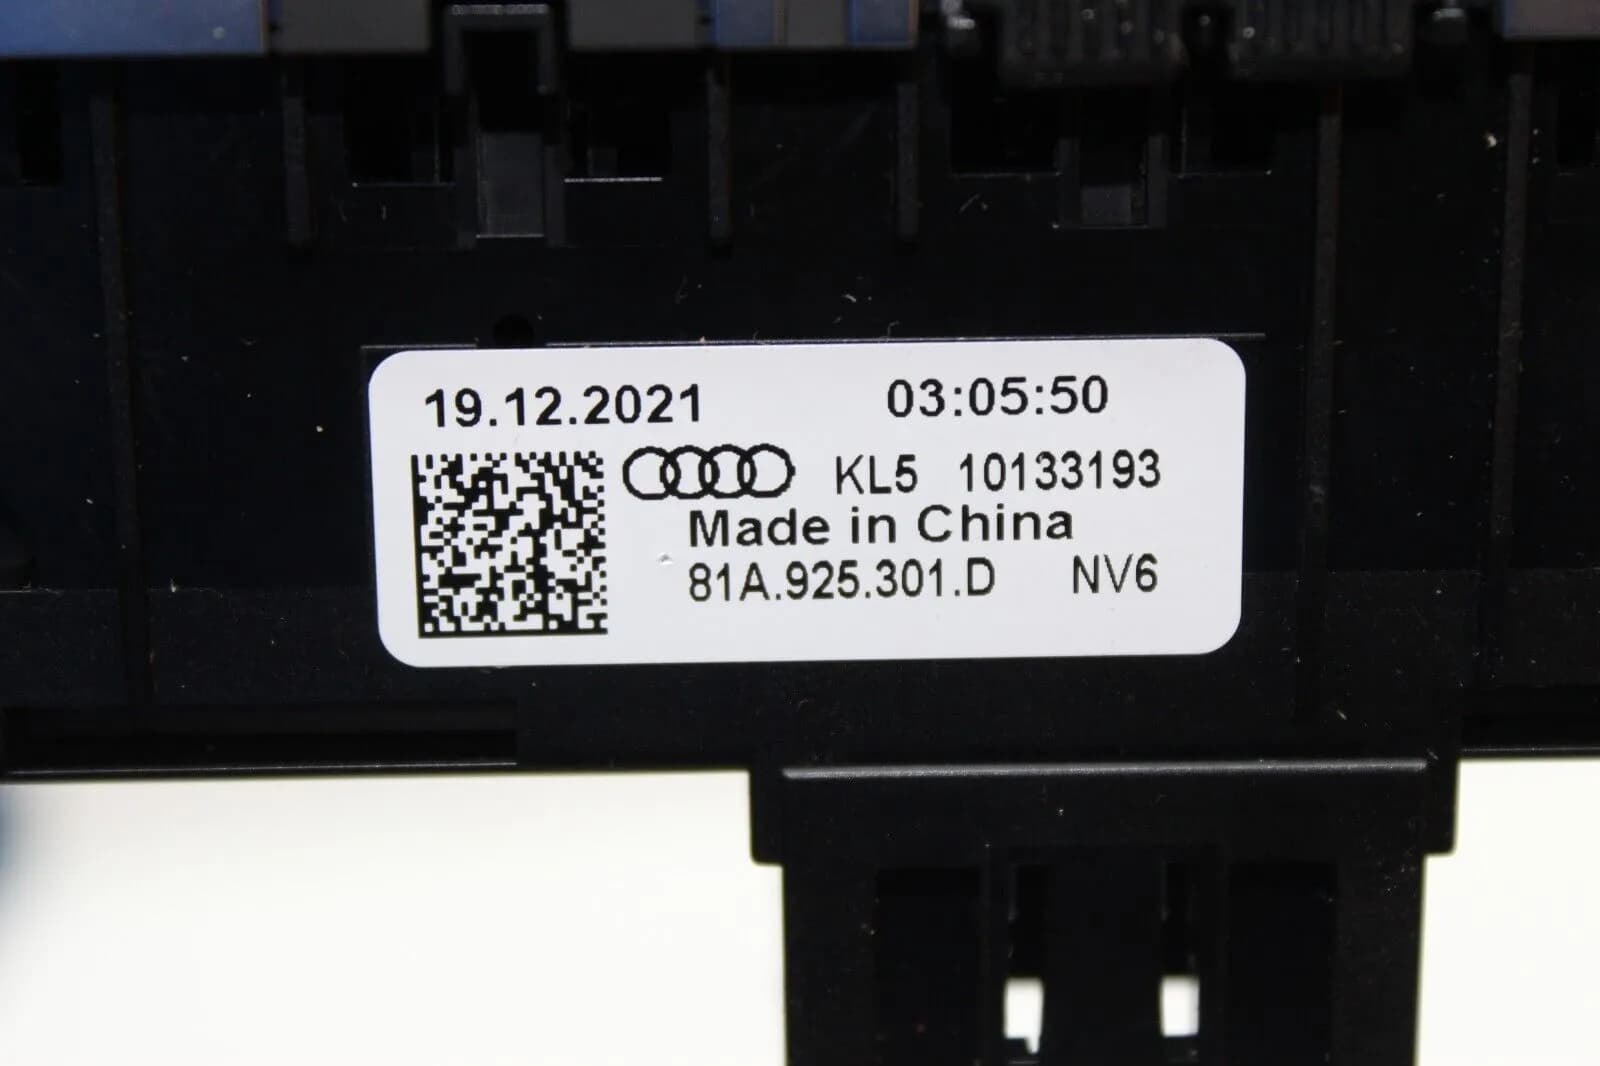 19.12.2021 03:05:50
KL5 10133193
Made in China
81A.925.301.D NV6